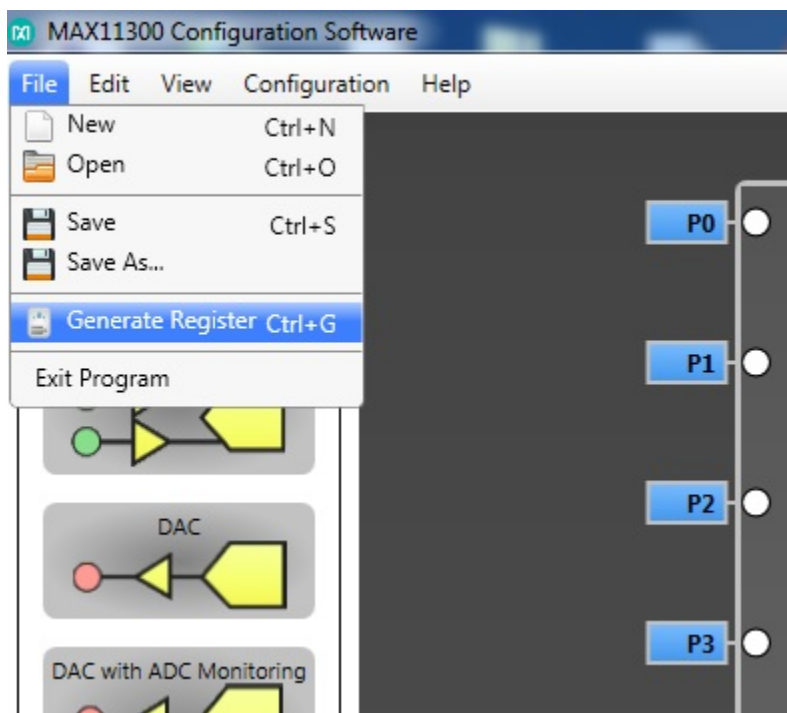 MAX11300 Configuration Software
File Edit View Configuration Help
New Ctrl+N
Open Ctrl+O
Save Ctrl+S
Save As...
Generate Register Ctrl+G
Exit Program
P0
P1
P2
DAC
P3
DAC with ADC Monitoring